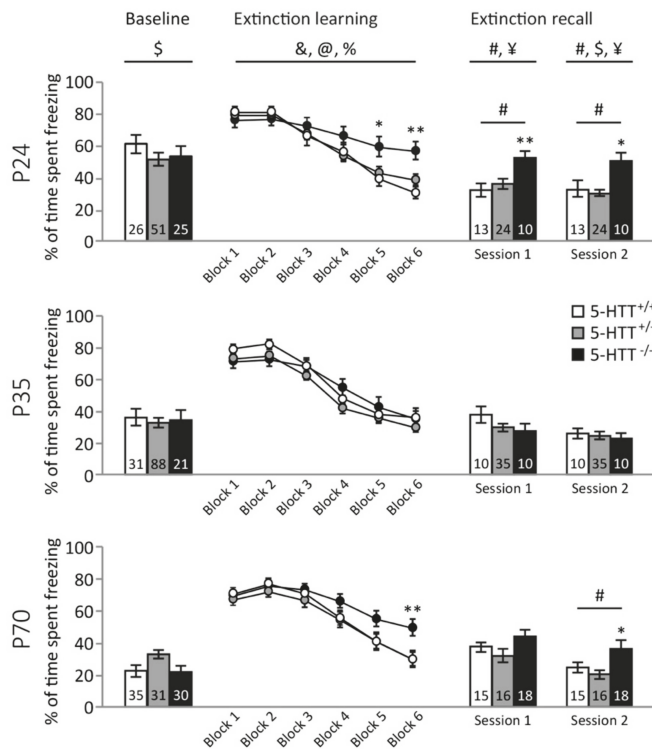 Baseline Extinction learning Extinction recall
$ &, @, % #, ¥ #, $, ¥
P24
% of time spent freezing
100
80
60
40
20
0
26 51 25
* **
Block 1 Block 2 Block 3 Block 4 Block 5 Block 6
# #
** *
13 24 10 13 24 10
Session 1 Session 2
5-HTT+/+
5-HTT+/-
5-HTT-/-
P35
% of time spent freezing
100
80
60
40
20
0
31 88 21
Block 1 Block 2 Block 3 Block 4 Block 5 Block 6
10 35 10 10 35 10
Session 1 Session 2
P70
% of time spent freezing
100
80
60
40
20
0
35 31 30
**
Block 1 Block 2 Block 3 Block 4 Block 5 Block 6
#
*
15 16 18 15 16 18
Session 1 Session 2